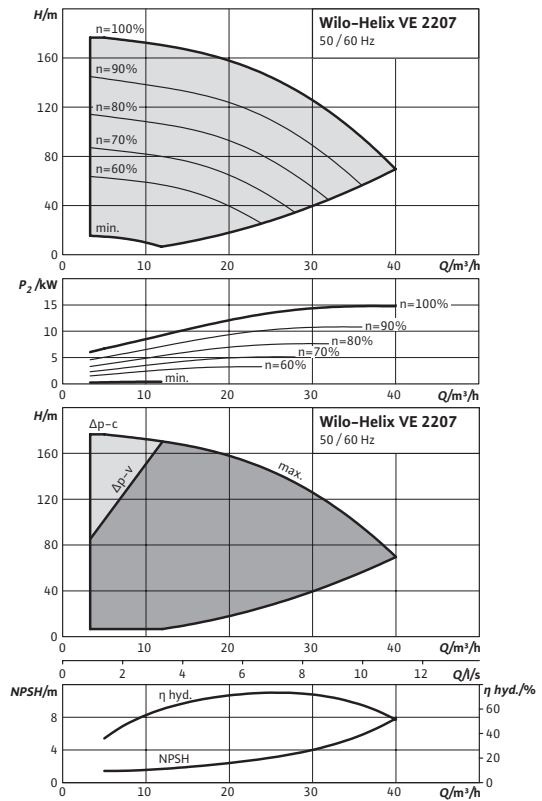 H/m
Wilo-Helix VE 2207
50 / 60 Hz
n=100%
160
n=90%
120
n=80%
n=70%
80
n=60%
40
min.
0
0 10 20 30 40 Q/m³/h
P₂ /kW
15
n=100%
n=90%
10
n=80%
n=70%
5
n=60%
min.
0
0 10 20 30 40 Q/m³/h
H/m
Δp-c
Wilo-Helix VE 2207
50 / 60 Hz
160
max.
Δp-v
120
80
40
0
0 10 20 30 40 Q/m³/h
0 2 4 6 8 10 12 Q/l/s
NPSH/m
η hyd./%
η hyd.
60
8
40
4
NPSH
20
0
0
0 10 20 30 40 Q/m³/h